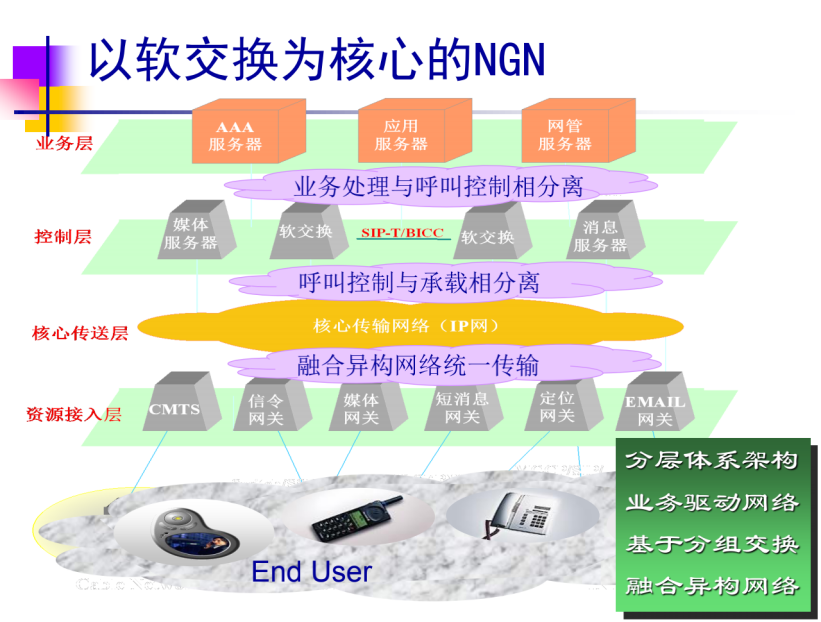 以软交换为核心的NGN
业务层
AAA
服务器
应用
服务器
网管
服务器
业务处理与呼叫控制相分离
控制层
媒体
服务器
软交换
SIP-T/BICC
软交换
消息
服务器
呼叫控制与承载相分离
核心传送层
核心传输网络（IP网）
融合异构网络统一传输
资源接入层
CMTS
信令
网关
媒体
网关
短消息
网关
定位
网关
EMAIL
网关
分层体系架构
业务驱动网络
基于分组交换
融合异构网络
End User